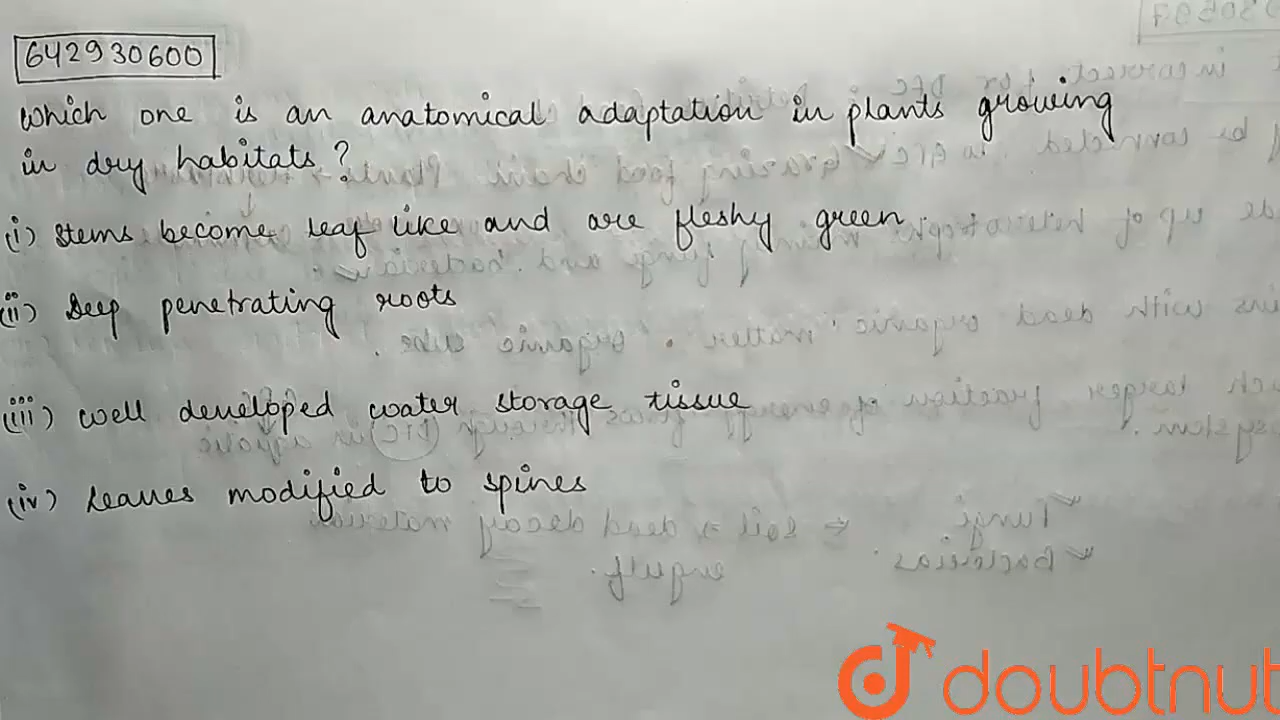 642930600
Which one is an anatomical adaptation in plants growing
in dry habitats?
(i) Stems become leaf like and are fleshy green.
(ii) Deep penetrating roots
(iii) Well developed water storage tissue
(iv) Leaves modified to spines
doubtnut